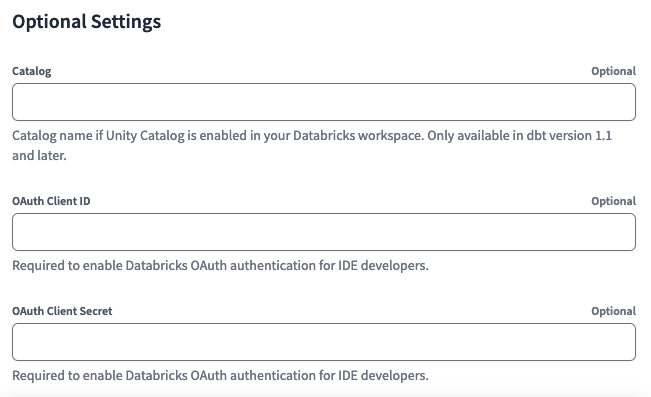 Optional Settings
Catalog Optional
Catalog name if Unity Catalog is enabled in your Databricks workspace. Only available in dbt version 1.1
and later.
OAuth Client ID Optional
Required to enable Databricks OAuth authentication for IDE developers.
OAuth Client Secret Optional
Required to enable Databricks OAuth authentication for IDE developers.